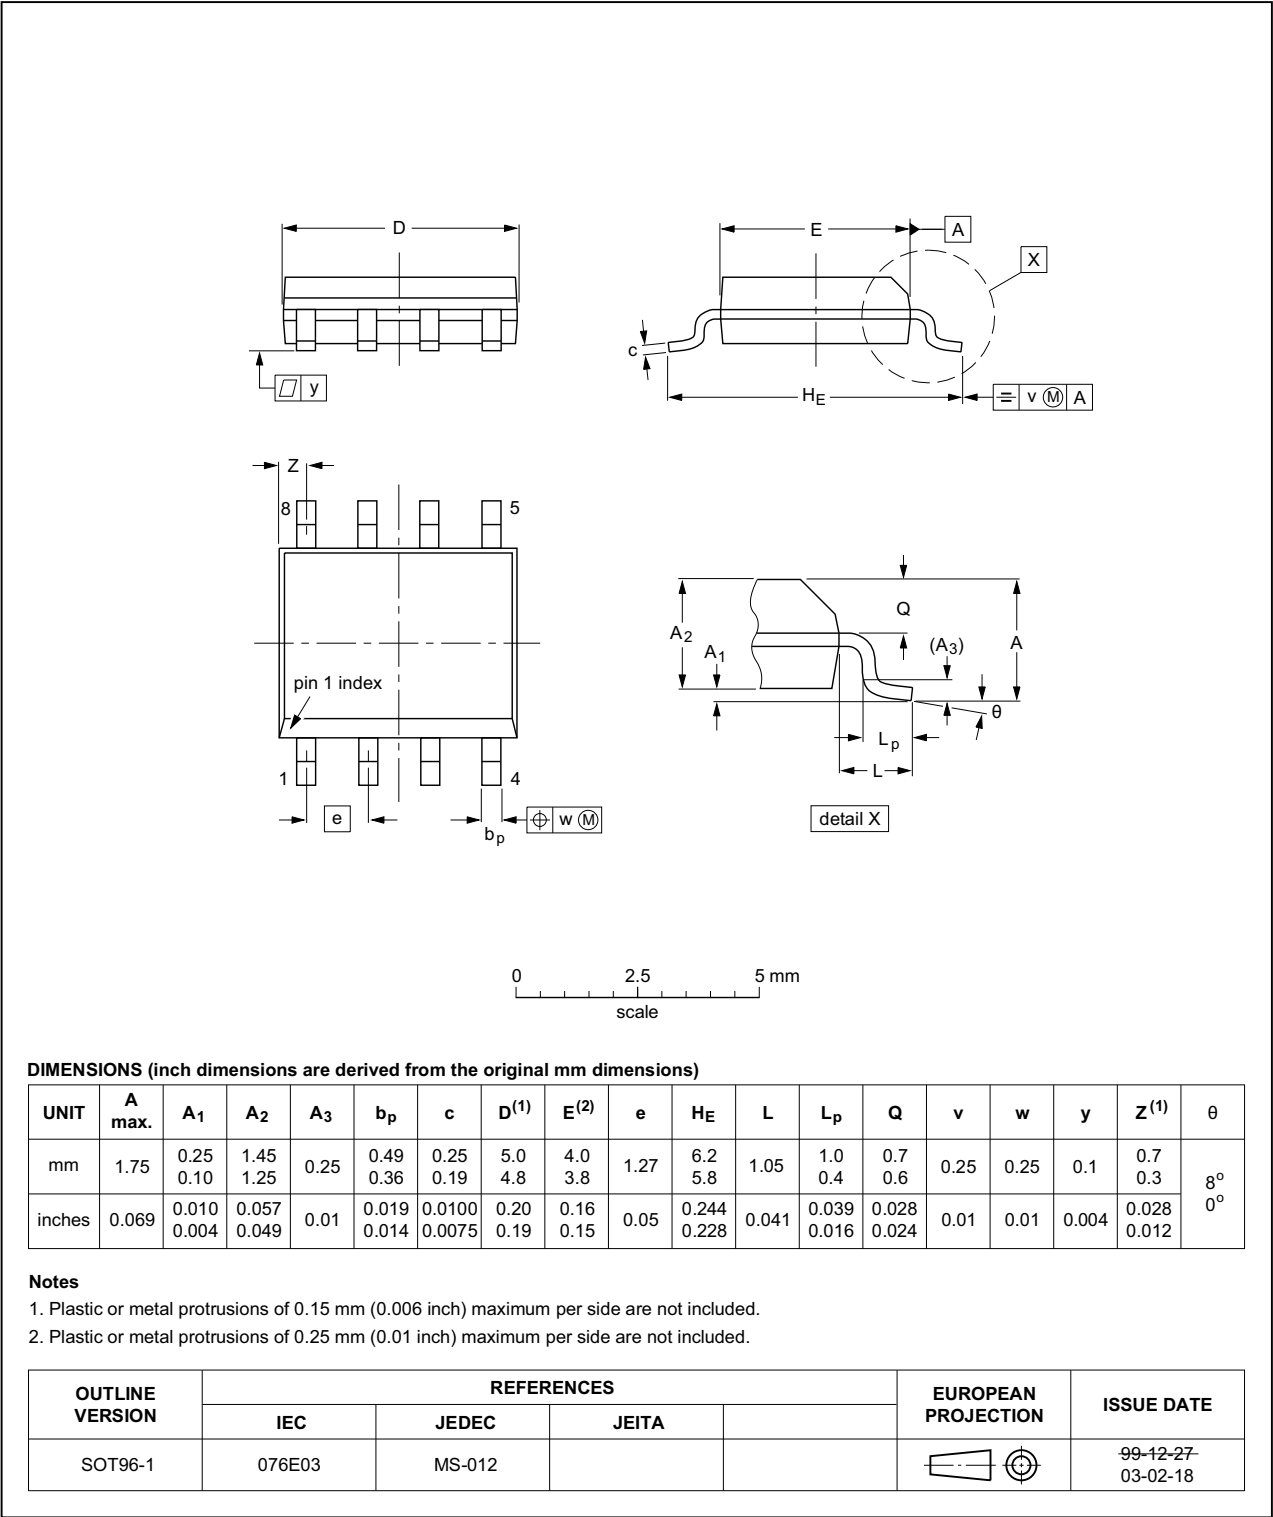 D
E
A
X
c
y
HE
v Ⓜ A
Z
8
5
pin 1 index
1
4
e
bp
w Ⓜ
A2
A1
Q
(A3)
A
θ
Lp
L
detail X
0 2.5 5 mm
scale
DIMENSIONS (inch dimensions are derived from the original mm dimensions)
UNIT A max. A1 A2 A3 bp c D(1) E(2) e HE L Lp Q v w y Z(1) θ
mm 1.75 0.25 0.10 1.45 1.25 0.25 0.49 0.36 0.25 0.19 5.0 4.8 4.0 3.8 1.27 6.2 5.8 1.05 1.0 0.4 0.7 0.6 0.25 0.25 0.1 0.7 0.3 8o 0o
inches 0.069 0.010 0.004 0.057 0.049 0.01 0.019 0.014 0.0100 0.0075 0.20 0.19 0.16 0.15 0.05 0.244 0.228 0.041 0.039 0.016 0.028 0.024 0.01 0.01 0.004 0.028 0.012
Notes
1. Plastic or metal protrusions of 0.15 mm (0.006 inch) maximum per side are not included.
2. Plastic or metal protrusions of 0.25 mm (0.01 inch) maximum per side are not included.
OUTLINE VERSION REFERENCES EUROPEAN PROJECTION ISSUE DATE
IEC JEDEC JEITA
SOT96-1 076E03 MS-012 99-12-27
03-02-18